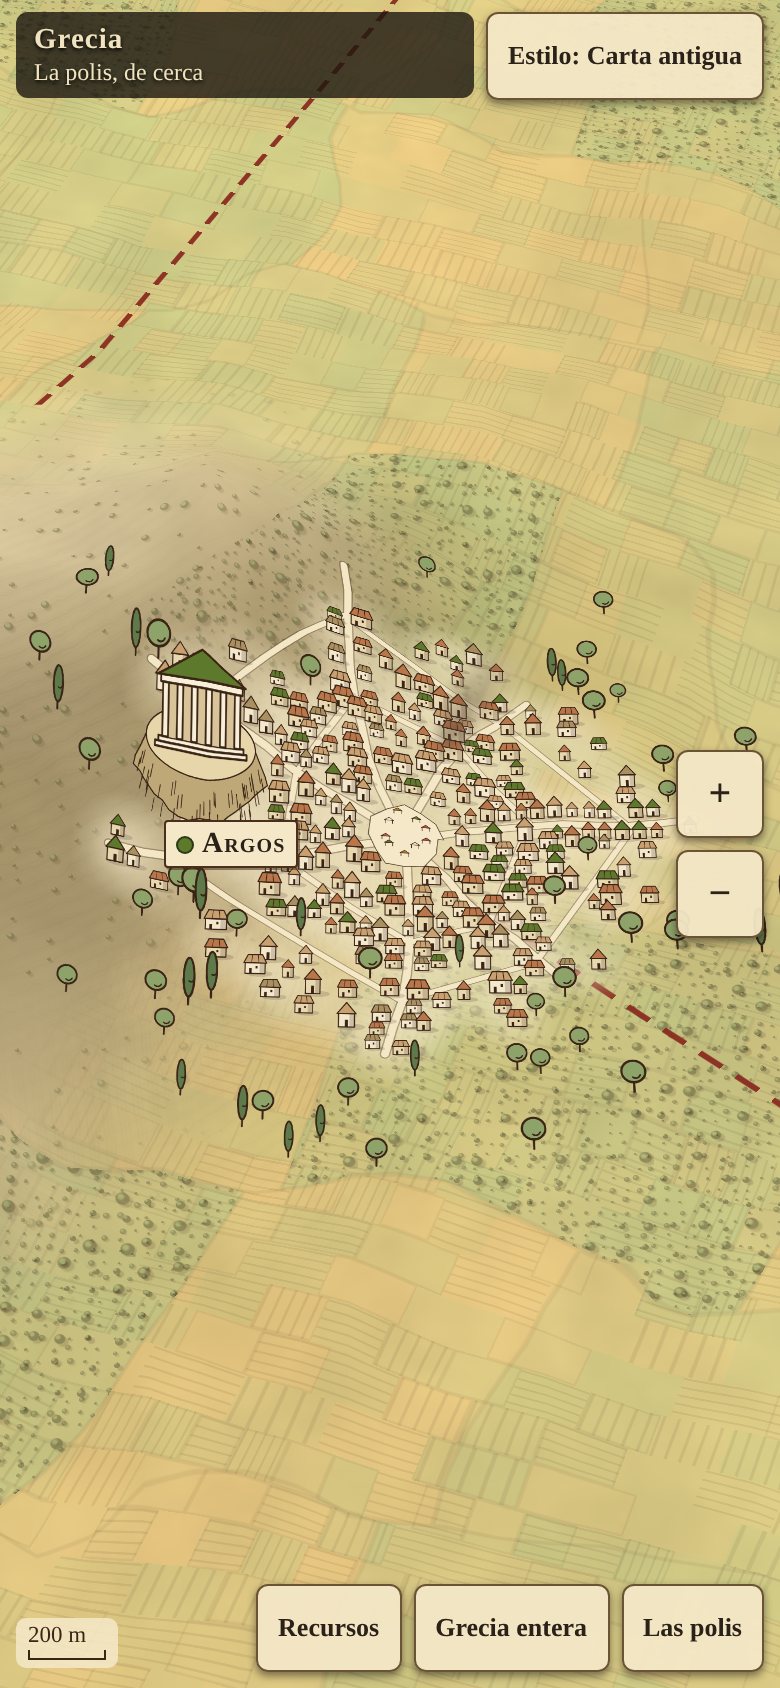 Grecia
La polis, de cerca
Estilo: Carta antigua
ARGOS
+
−
200 m
Recursos
Grecia entera
Las polis